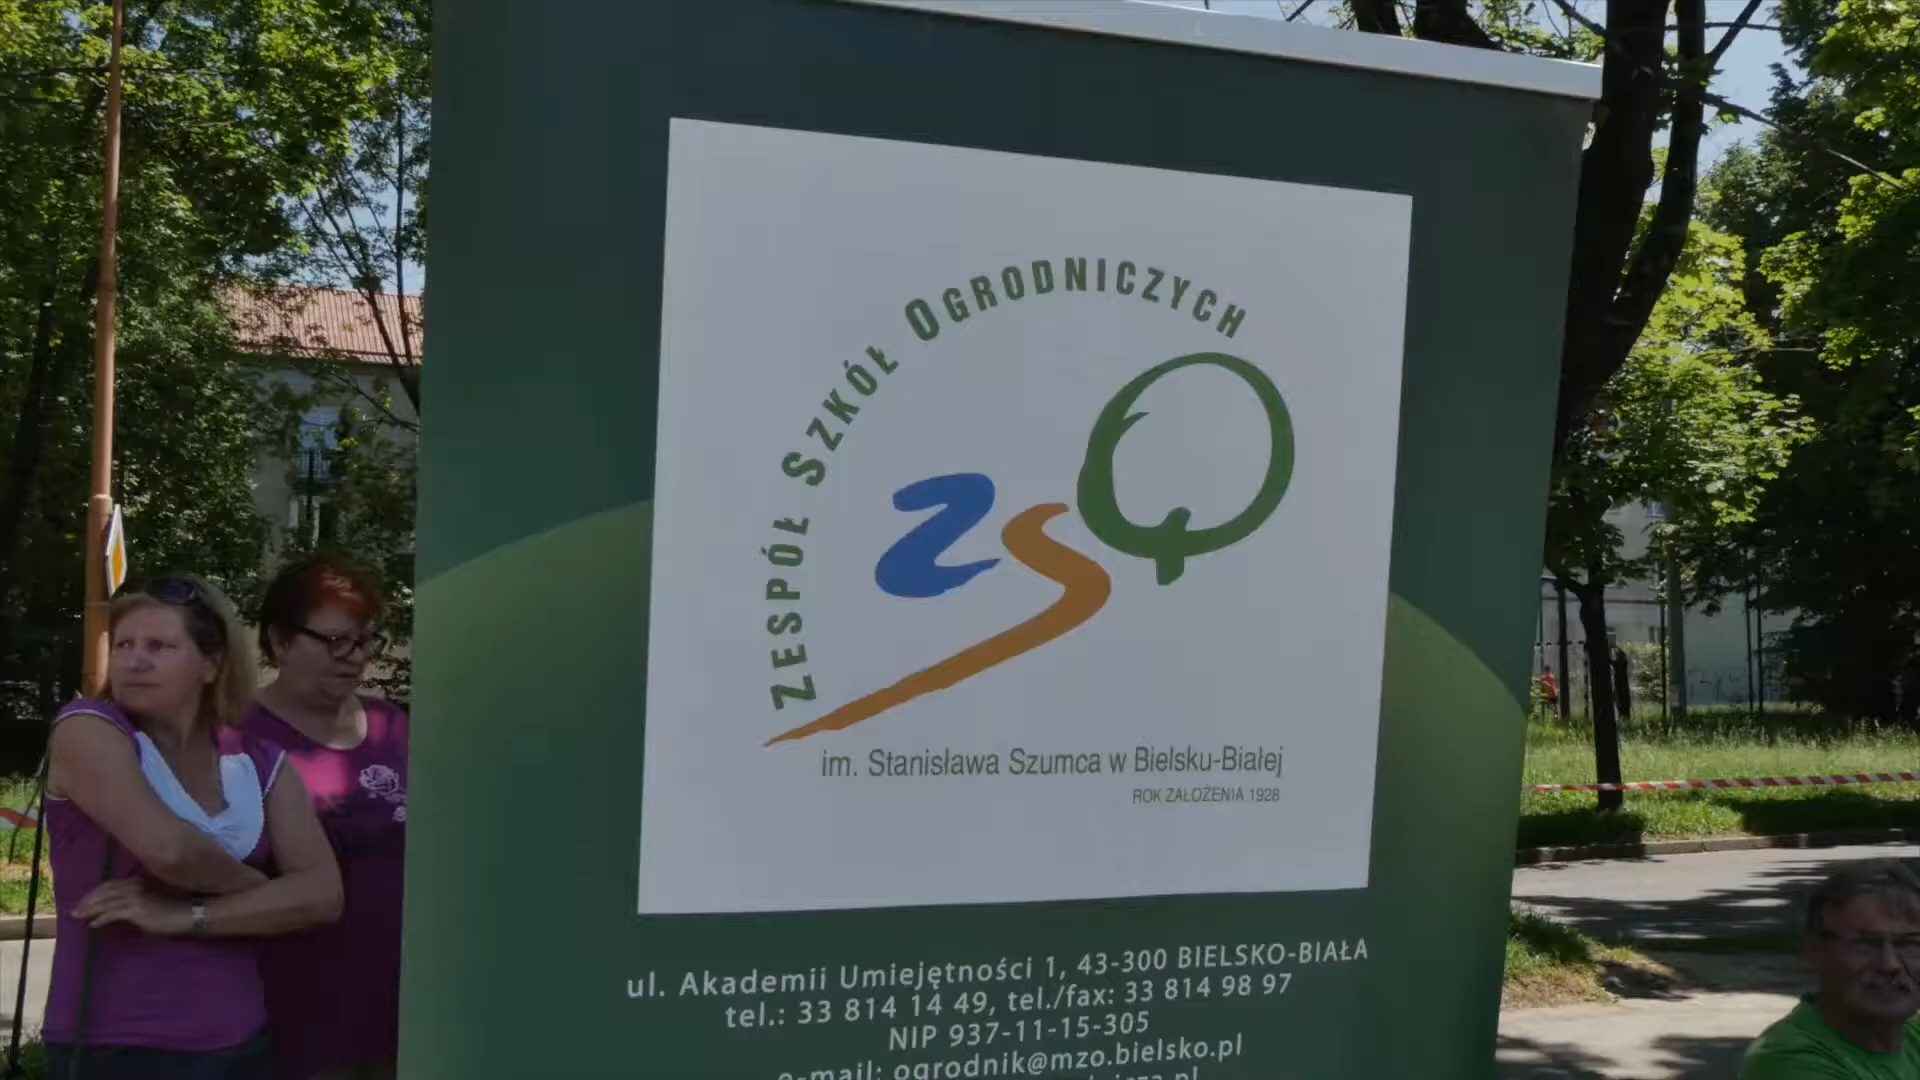 ZESPÓŁ SZKÓŁ OGRODNICZYCH
ZSO
im. Stanisława Szumca w Bielsku-Białej
ROK ZAŁOŻENIA 1928
ul. Akademii Umiejętności 1, 43-300 BIELSKO-BIAŁA
tel.: 33 814 14 49, tel./fax: 33 814 98 97
NIP 937-11-15-305
e-mail: ogrodnik@mzo.bielsko.pl